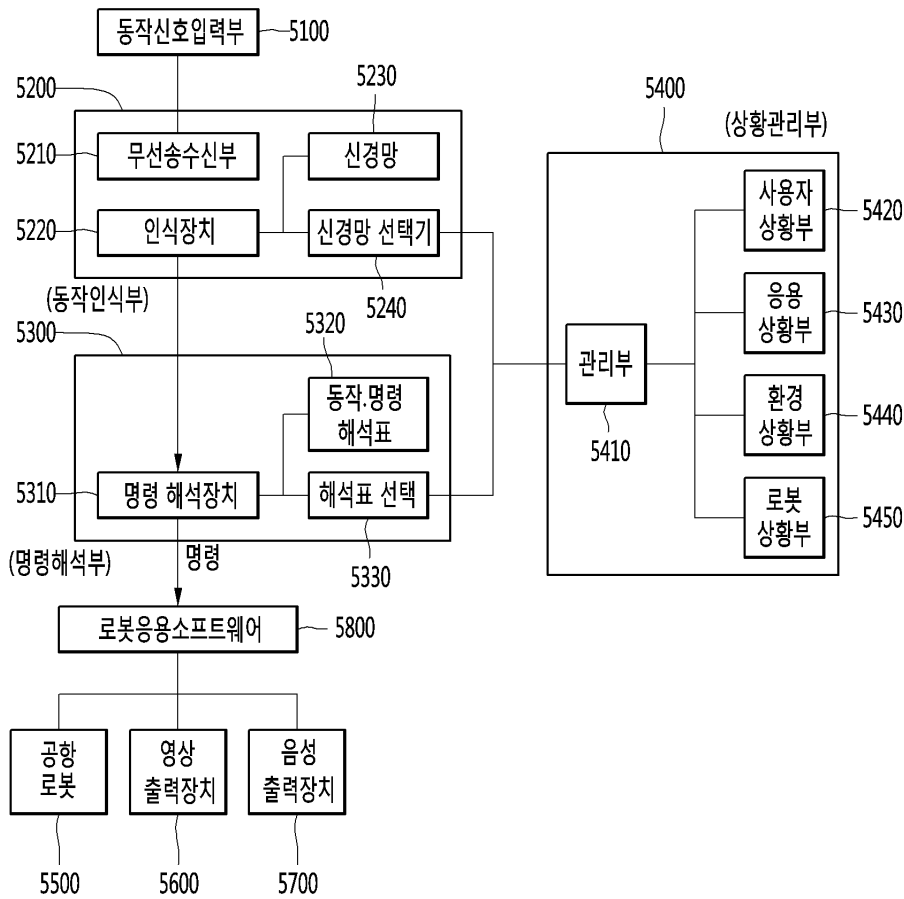 동작신호입력부
5100
5200
5230
5400
(상황관리부)
5210
무선송수신부
신경망
사용자
상황부
5420
5220
인식장치
신경망 선택기
5240
(동작인식부)
응용
상황부
5430
5300
5320
동작.명령
해석표
관리부
5410
환경
상황부
5440
5310
명령 해석장치
해석표 선택
5330
로봇
상황부
5450
(명령해석부)
명령
로봇응용소프트웨어
5800
공항
로봇
영상
출력장치
음성
출력장치
5500
5600
5700